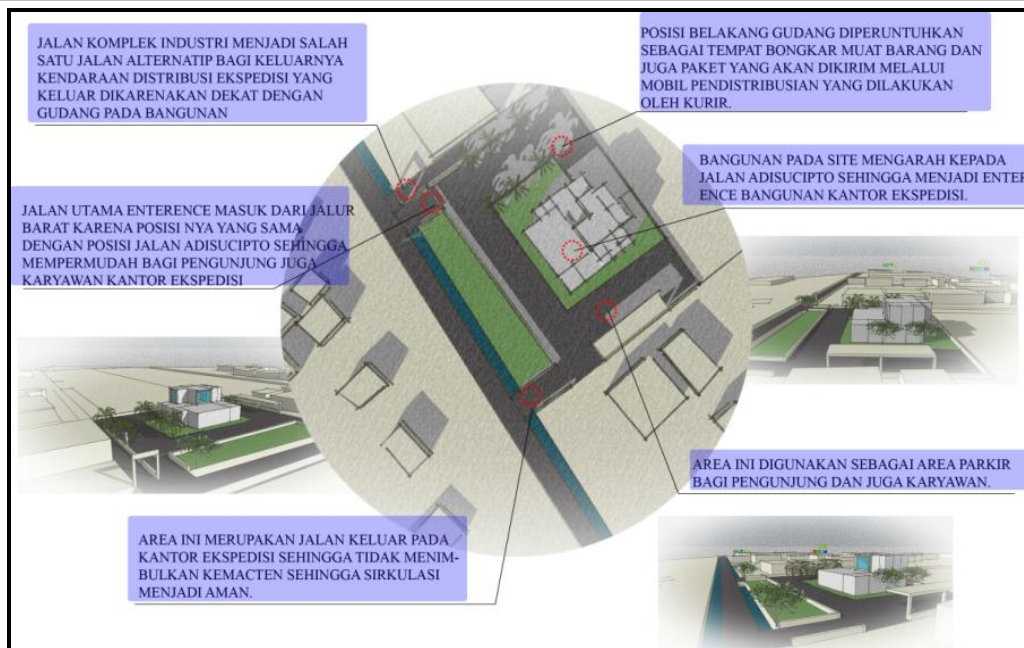 JALAN KOMPLEK INDUSTRI MENJADI SALAH
SATU JALAN ALTERNATIP BAGI KELUARNYA
KENDARAAN DISTRIBUSI EKSPEDISI YANG
KELUAR DIKARENAKAN DEKAT DENGAN
GUDANG PADA BANGUNAN
POSISI BELAKANG GUDANG DIPERUNTUHKAN
SEBAGAI TEMPAT BONGKAR MUAT BARANG DAN
JUGA PAKET YANG AKAN DIKIRIM MELALUI
MOBIL PENDISTRIBUSIAN YANG DILAKUKAN
OLEH KURIR.
BANGUNAN PADA SITE MENGARAH KEPADA
JALAN ADISUCIPTO SEHINGGA MENJADI ENTER
ENCE BANGUNAN KANTOR EKSPEDISI.
JALAN UTAMA ENTERENCE MASUK DARI JALUR
BARAT KARENA POSISI NYA YANG SAMA
DENGAN POSISI JALAN ADISUCIPTO SEHINGGA
MEMPERMUDAH BAGI PENGUNJUNG JUGA
KARYAWAN KANTOR EKSPEDISI
AREA INI DIGUNAKAN SEBAGAI AREA PARKIR
BAGI PENGUNJUNG DAN JUGA KARYAWAN.
AREA INI MERUPAKAN JALAN KELUAR PADA
KANTOR EKSPEDISI SEHINGGA TIDAK MENIM-
BULKAN KEMACTEN SEHINGGA SIRKULASI
MENJADI AMAN.